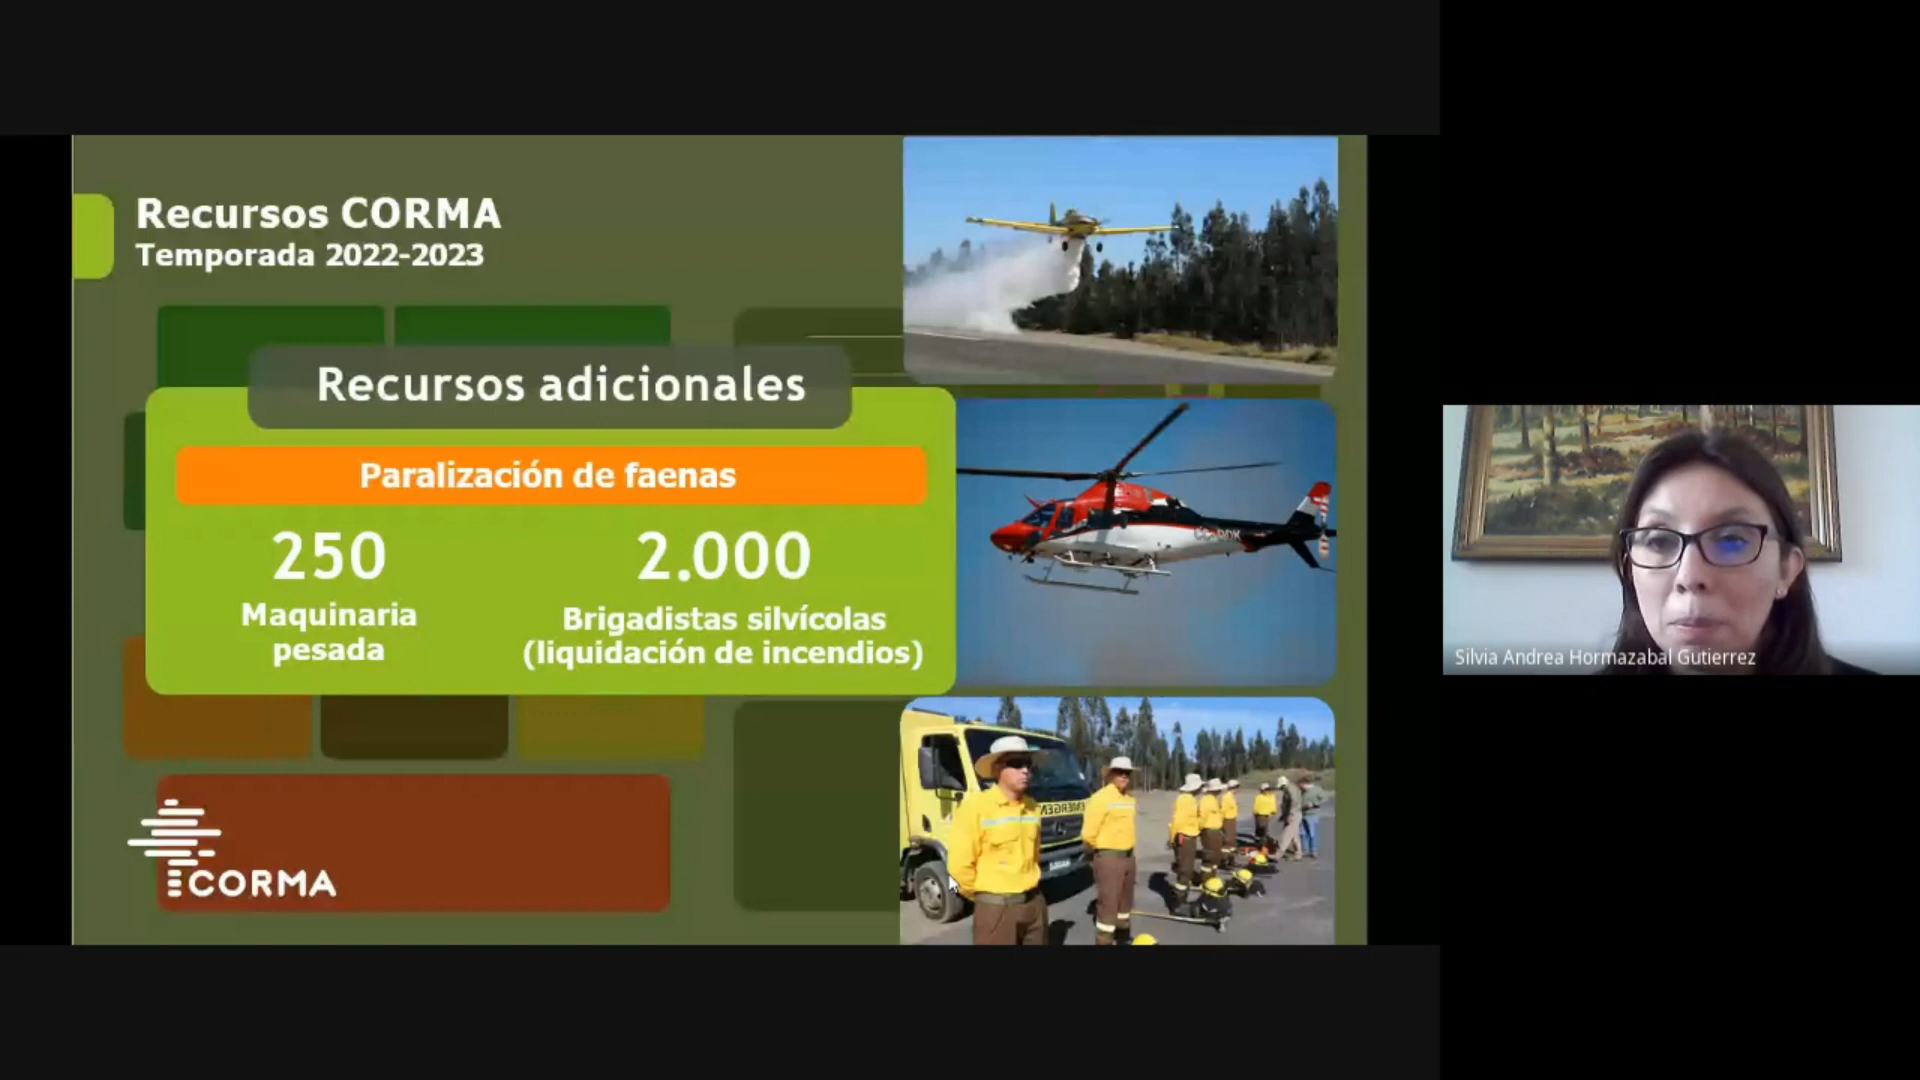 Recursos CORMA
Temporada 2022-2023
Recursos adicionales
Paralización de faenas
250
Maquinaria
pesada
2.000
Brigadistas silvícolas
(liquidación de incendios)
CORMA
Silvia Andrea Hormazabal Gutierrez